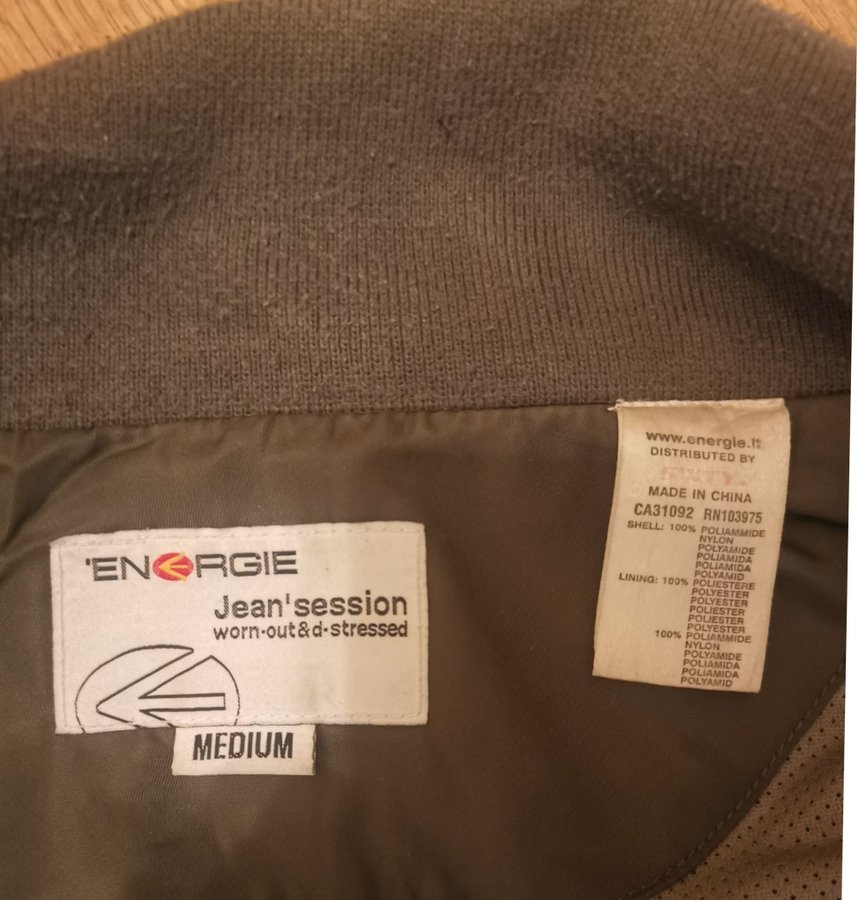 'ENERGIE
Jean'session
worn-out&d-stressed
MEDIUM
www.energie.it
DISTRIBUTED BY
SIXTY.
MADE IN CHINA
CA31092 RN103975
SHELL: 100% POLIAMMIDE
NYLON
POLYAMIDE
POLIAMIDA
POLIAMIDA
POLYAMID
LINING: 100% POLIESTERE
POLYESTER
POLYESTER
POLIESTER
POLIESTER
POLYESTER
100% POLIAMMIDE
NYLON
POLYAMIDE
POLIAMIDA
POLIAMIDA
POLYAMID